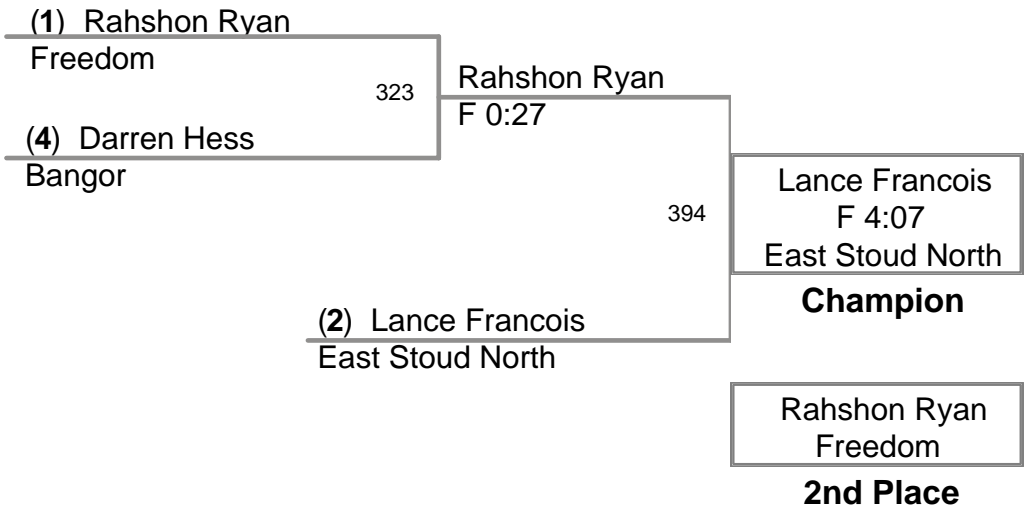 (1) Rahshon Ryan
Freedom
323
(4) Darren Hess
Bangor
Rahshon Ryan
F 0:27
394
(2) Lance Francois
East Stoud North
Lance Francois
F 4:07
East Stoud North
Champion
Rahshon Ryan
Freedom
2nd Place